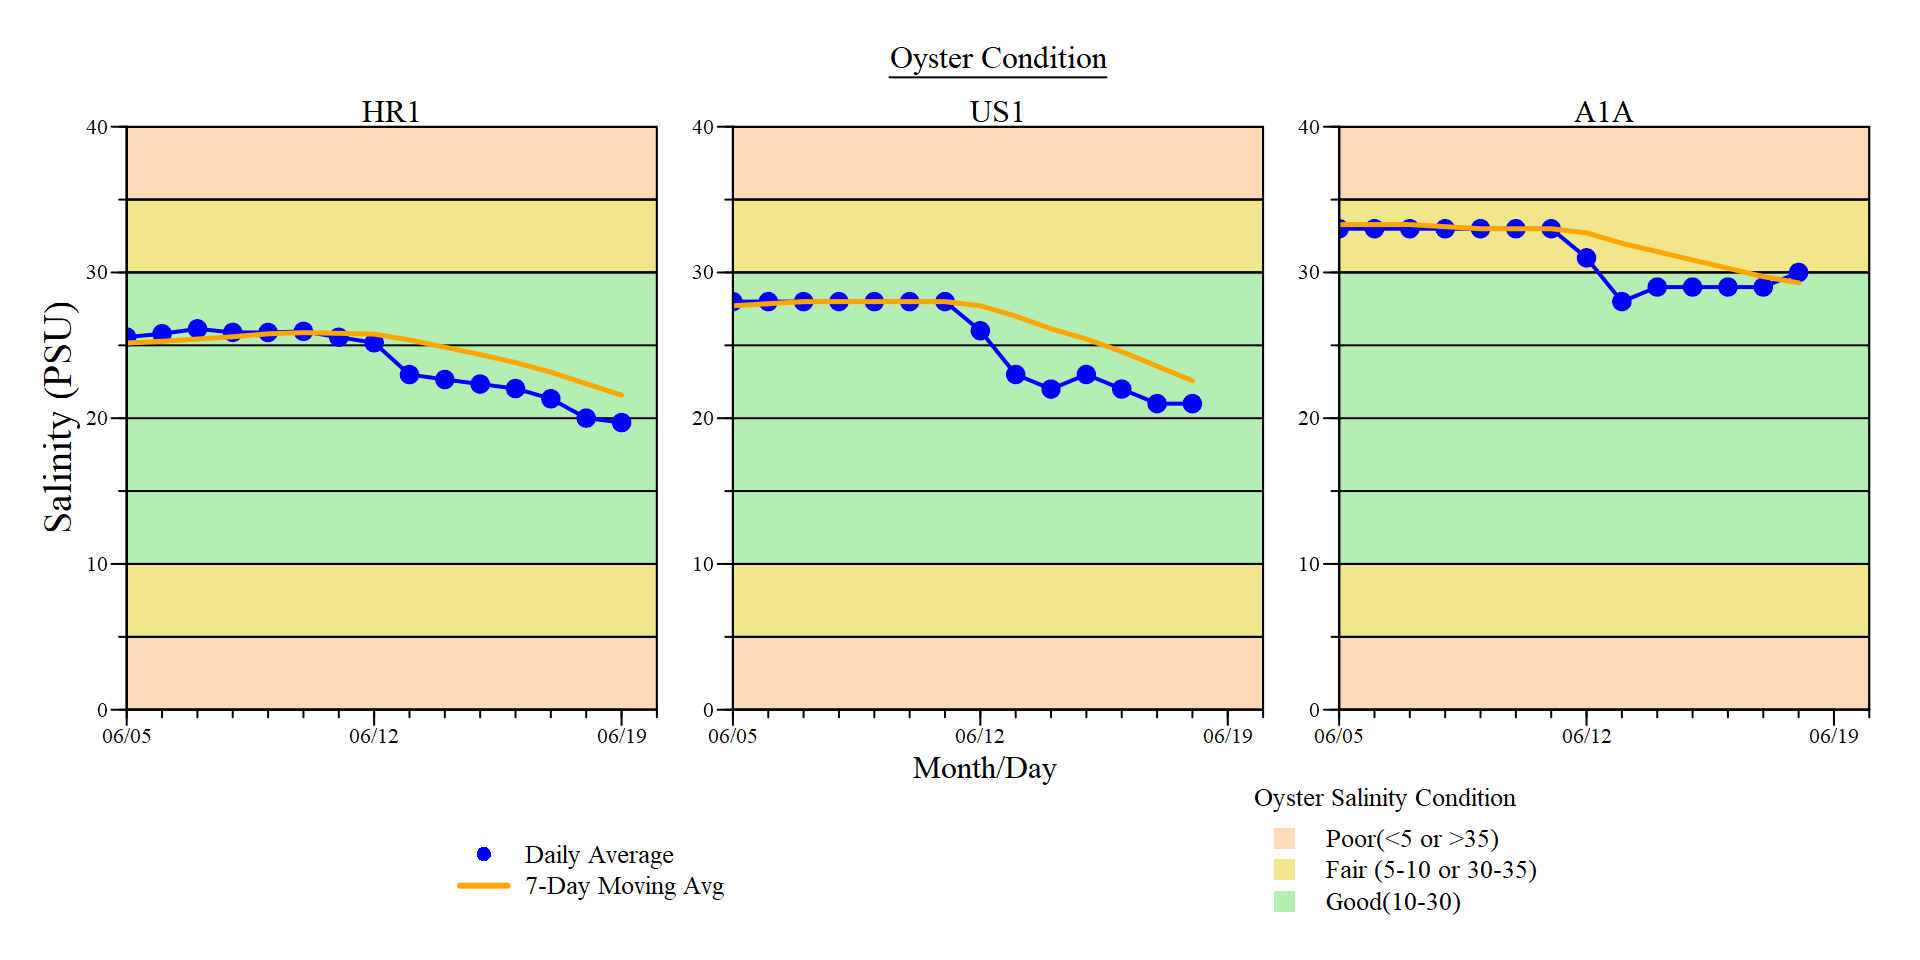 Oyster Condition
HR1
US1
A1A
Salinity (PSU)
40
30
20
10
0
06/05
06/12
06/19
40
30
20
10
0
06/05
06/12
06/19
40
30
20
10
0
06/05
06/12
06/19
Month/Day
Daily Average
7-Day Moving Avg
Oyster Salinity Condition
Poor(<5 or >35)
Fair (5-10 or 30-35)
Good(10-30)